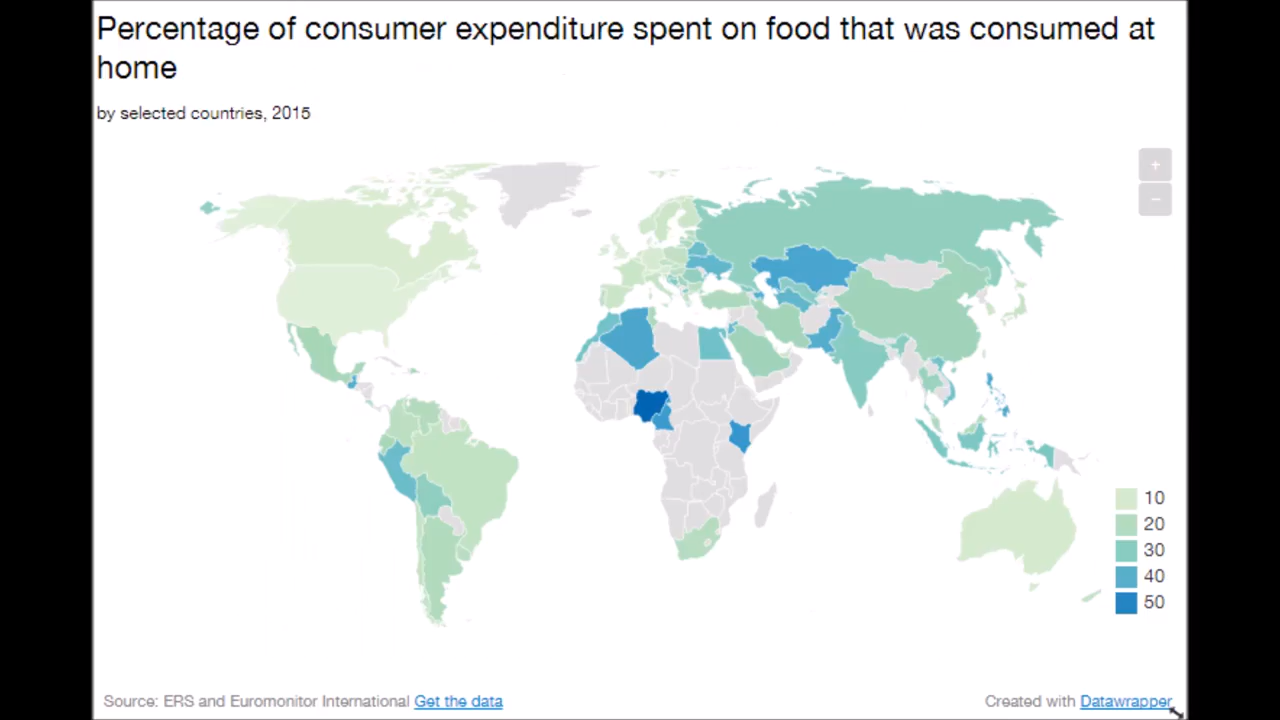 Percentage of consumer expenditure spent on food that was consumed at
home
by selected countries, 2015
+
−
10
20
30
40
50
Source: ERS and Euromonitor International Get the data
Created with Datawrapper